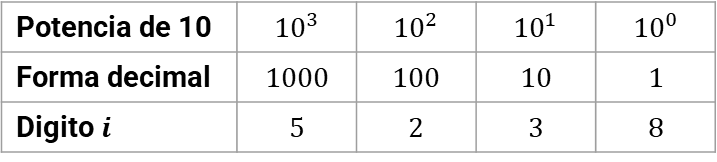 Potencia de 10 10³ 10² 10¹ 10⁰
Forma decimal 1000 100 10 1
Digito i 5 2 3 8